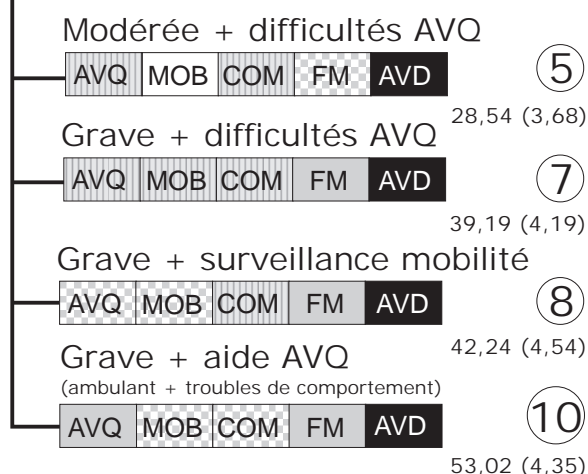 Modérée + difficultés AVQ
AVQ MOB COM FM AVD 5
28,54 (3,68)
Grave + difficultés AVQ
AVQ MOB COM FM AVD 7
39,19 (4,19)
Grave + surveillance mobilité
AVQ MOB COM FM AVD 8
42,24 (4,54)
Grave + aide AVQ
(ambulant + troubles de comportement)
AVQ MOB COM FM AVD 10
53,02 (4,35)